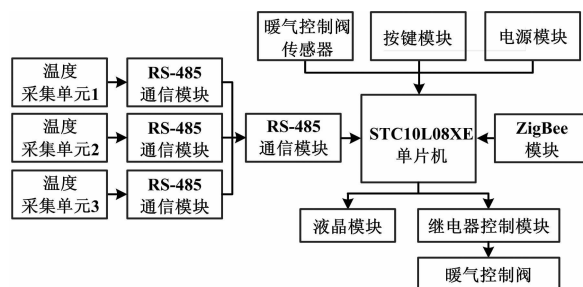 暖气控制阀
传感器
按键模块
电源模块
温度
采集单元1
RS-485
通信模块
温度
采集单元2
RS-485
通信模块
温度
采集单元3
RS-485
通信模块
RS-485
通信模块
STC10L08XE
单片机
ZigBee
模块
液晶模块
继电器控制模块
暖气控制阀